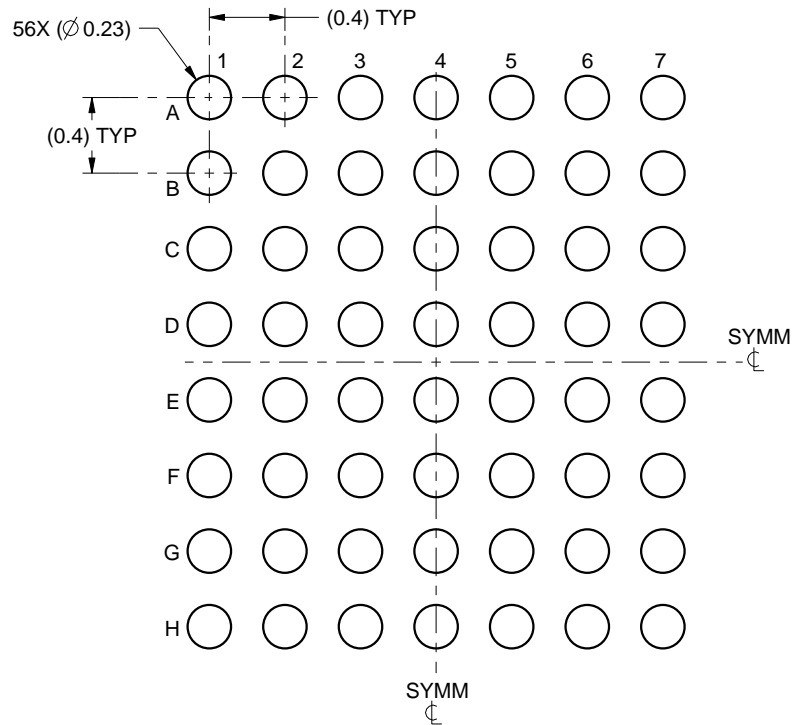 (0.4) TYP
56X (∅ 0.23)
1 2 3 4 5 6 7
A
(0.4) TYP
B
C
D
SYMM
℄
E
F
G
H
SYMM
℄